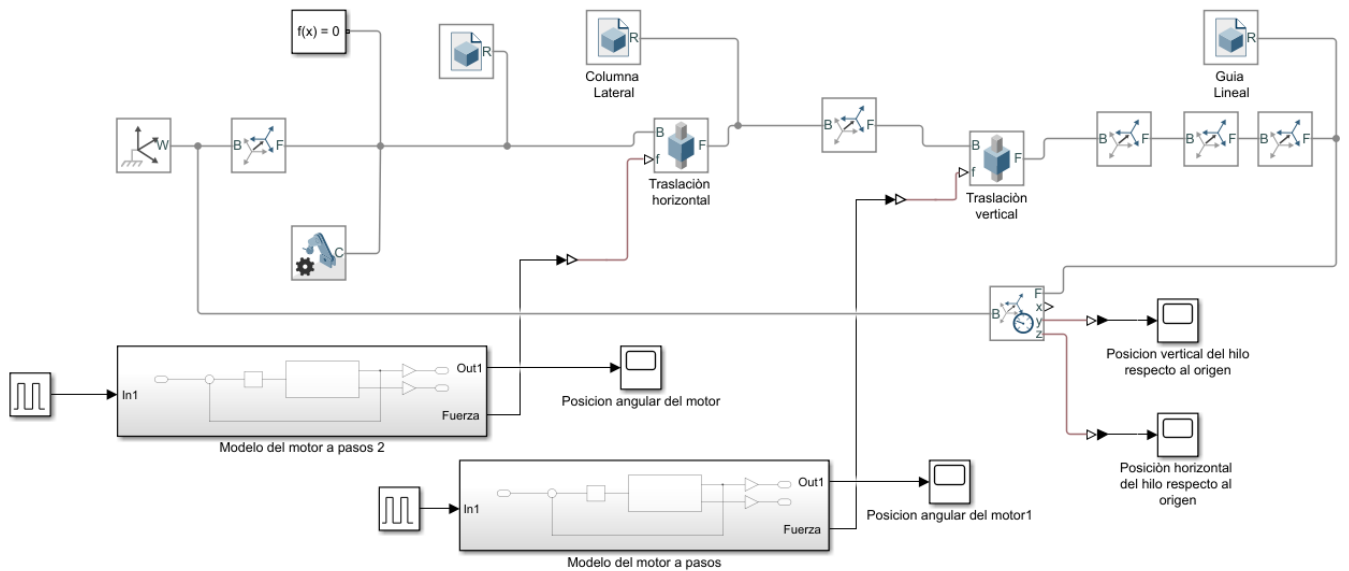 f(x) = 0
R
R
Columna
Lateral
R
Guia
Lineal
W
B
F
B
f
F
Traslaciòn
horizontal
B
F
B
f
F
Traslaciòn
vertical
B
F
B
F
B
F
C
B
F
x
y
z
Posicion vertical del hilo
respecto al origen
In1
Out1
Fuerza
Modelo del motor a pasos 2
Posicion angular del motor
Posiciòn horizontal
del hilo respecto al
origen
In1
Out1
Fuerza
Modelo del motor a pasos
Posicion angular del motor1